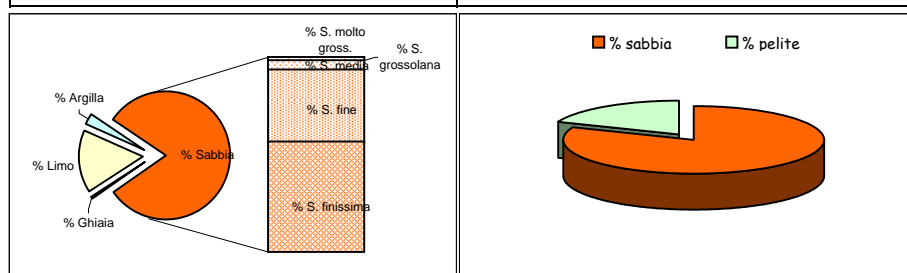 % S. molto
gross.
% S.
grossolana
% S. media
% Argilla
% S. fine
% Sabbia
% Limo
% S. finissima
% Ghiaia
% sabbia
% pelite